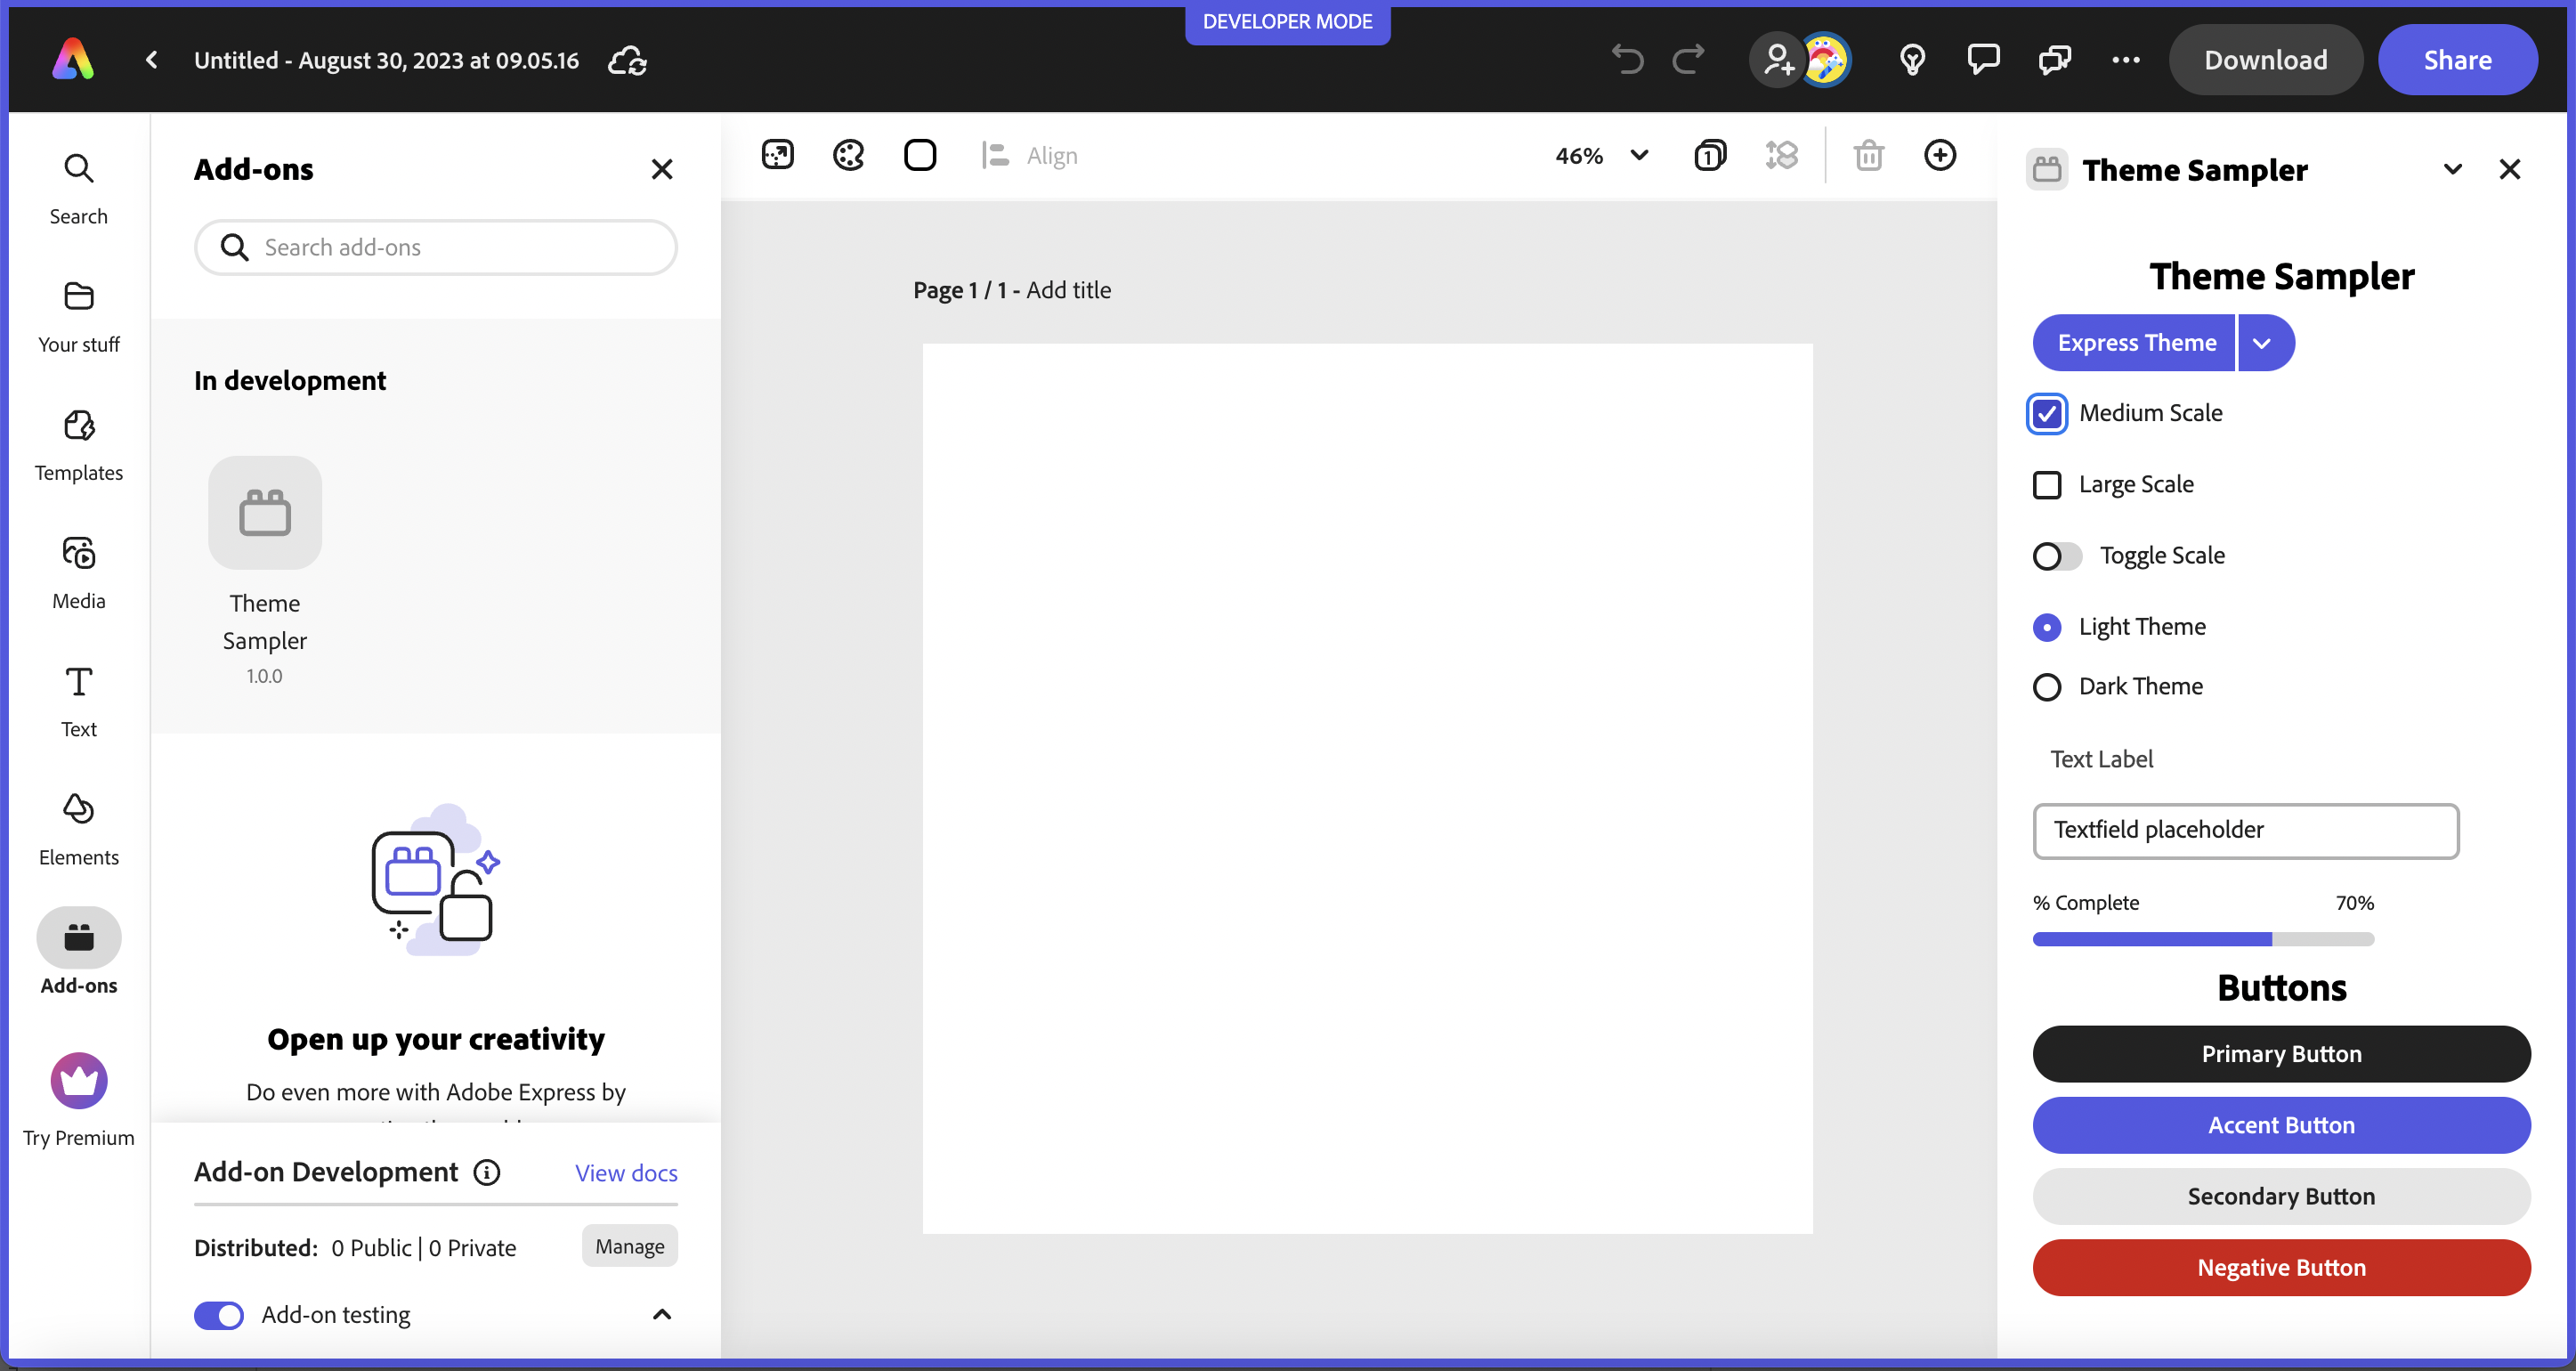 DEVELOPER MODE
Untitled - August 30, 2023 at 09.05.16
Download
Share
Search
Your stuff
Templates
Media
Text
Elements
Add-ons
Try Premium
Add-ons
Search add-ons
In development
Theme
Sampler
1.0.0
Open up your creativity
Do even more with Adobe Express by
Add-on Development
View docs
Distributed: 0 Public | 0 Private
Manage
Add-on testing
Align
46%
1
Page 1 / 1 - Add title
Theme Sampler
Theme Sampler
Express Theme
Medium Scale
Large Scale
Toggle Scale
Light Theme
Dark Theme
Text Label
Textfield placeholder
% Complete 70%
Buttons
Primary Button
Accent Button
Secondary Button
Negative Button